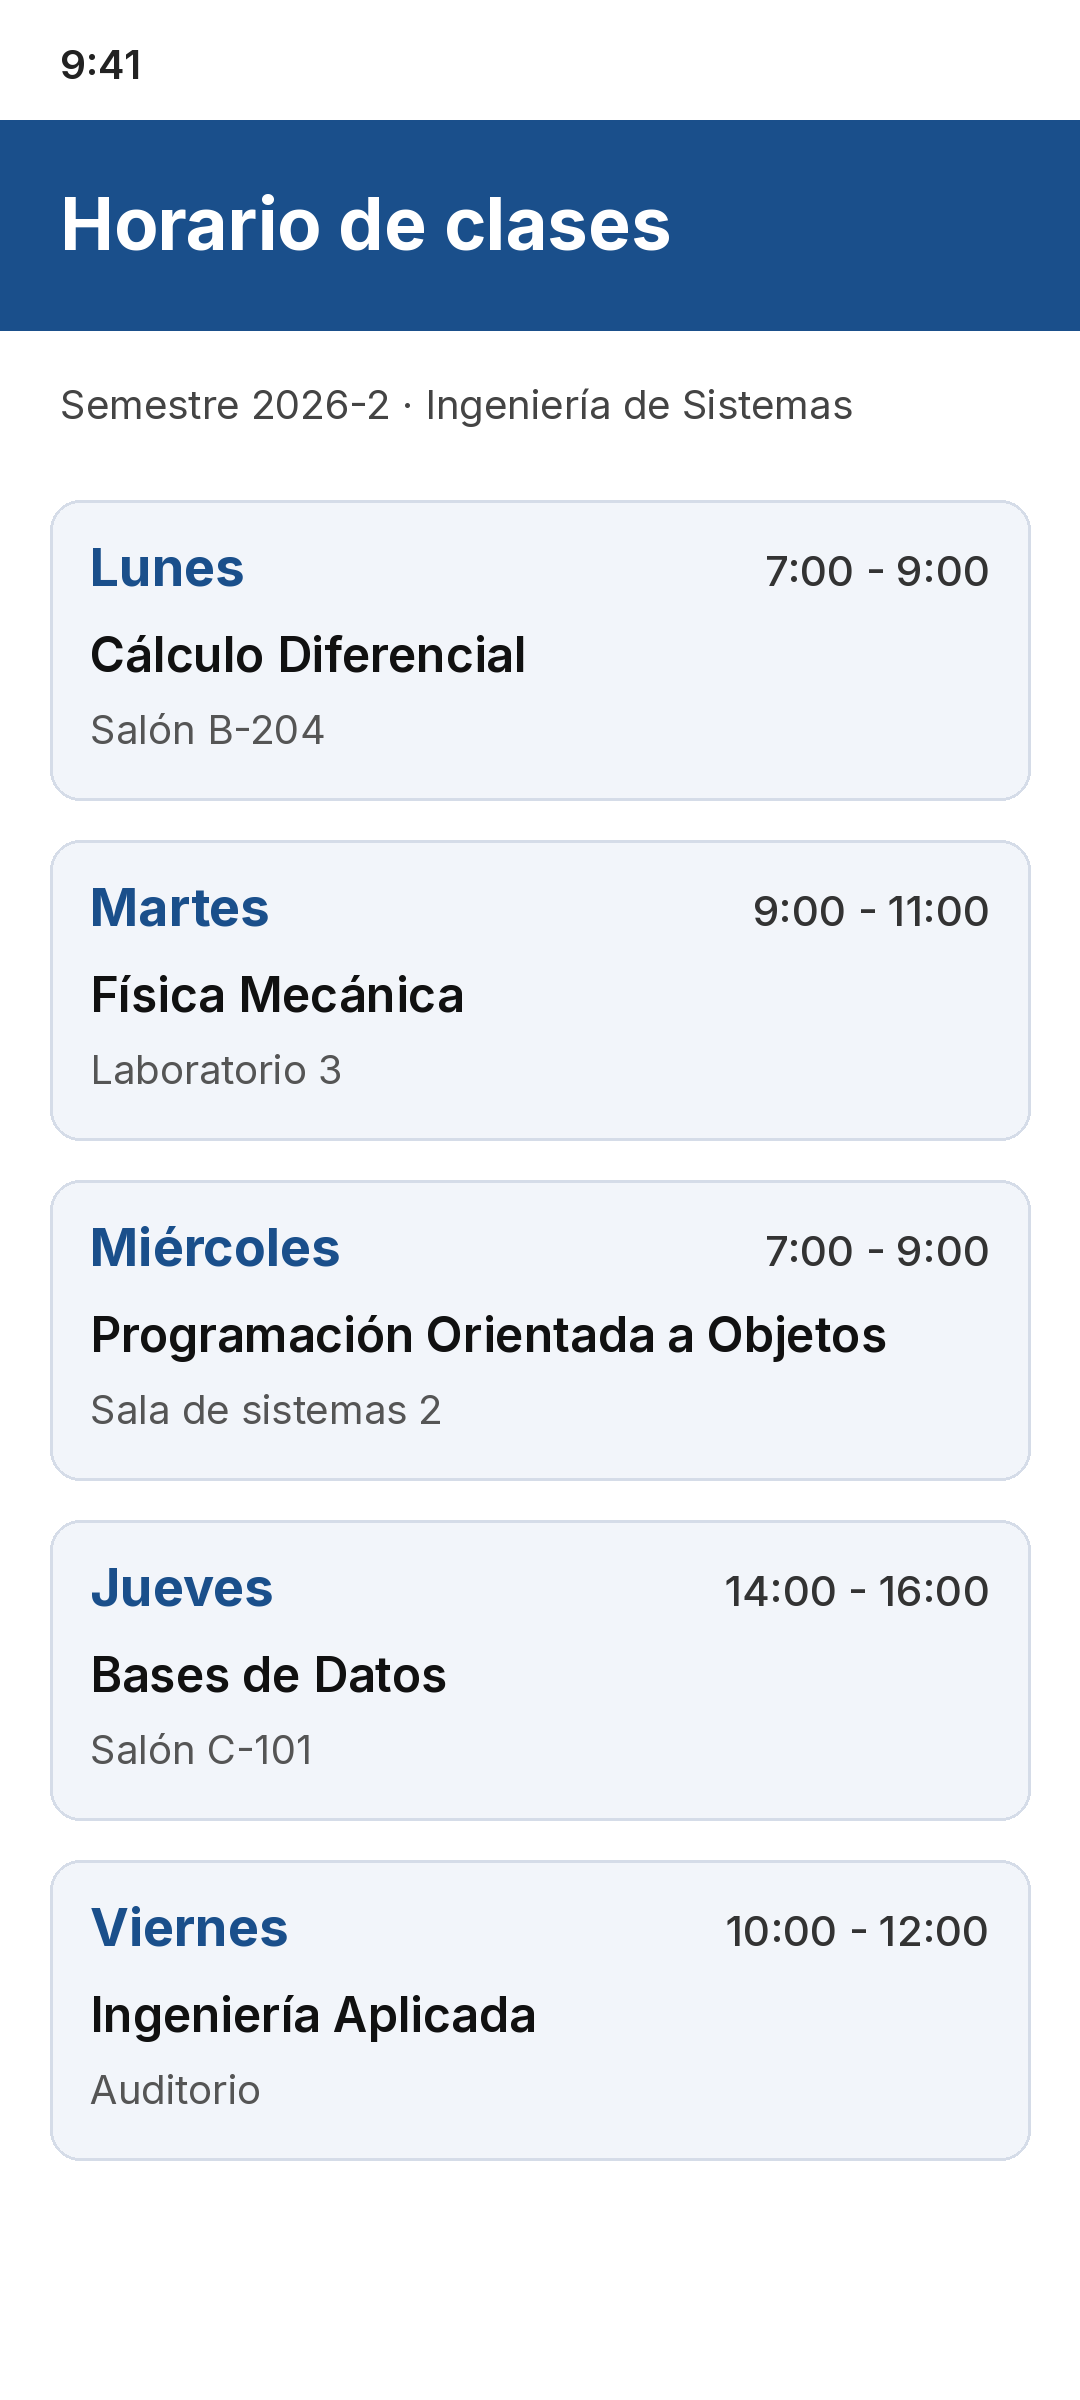 9:41
Horario de clases
Semestre 2026-2 · Ingeniería de Sistemas
Lunes 7:00 - 9:00
Cálculo Diferencial
Salón B-204
Martes 9:00 - 11:00
Física Mecánica
Laboratorio 3
Miércoles 7:00 - 9:00
Programación Orientada a Objetos
Sala de sistemas 2
Jueves 14:00 - 16:00
Bases de Datos
Salón C-101
Viernes 10:00 - 12:00
Ingeniería Aplicada
Auditorio